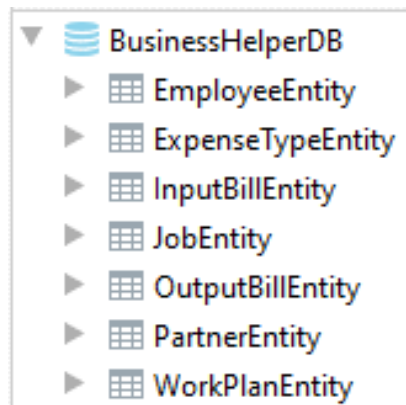 BusinessHelperDB
EmployeeEntity
ExpenseTypeEntity
InputBillEntity
JobEntity
OutputBillEntity
PartnerEntity
WorkPlanEntity